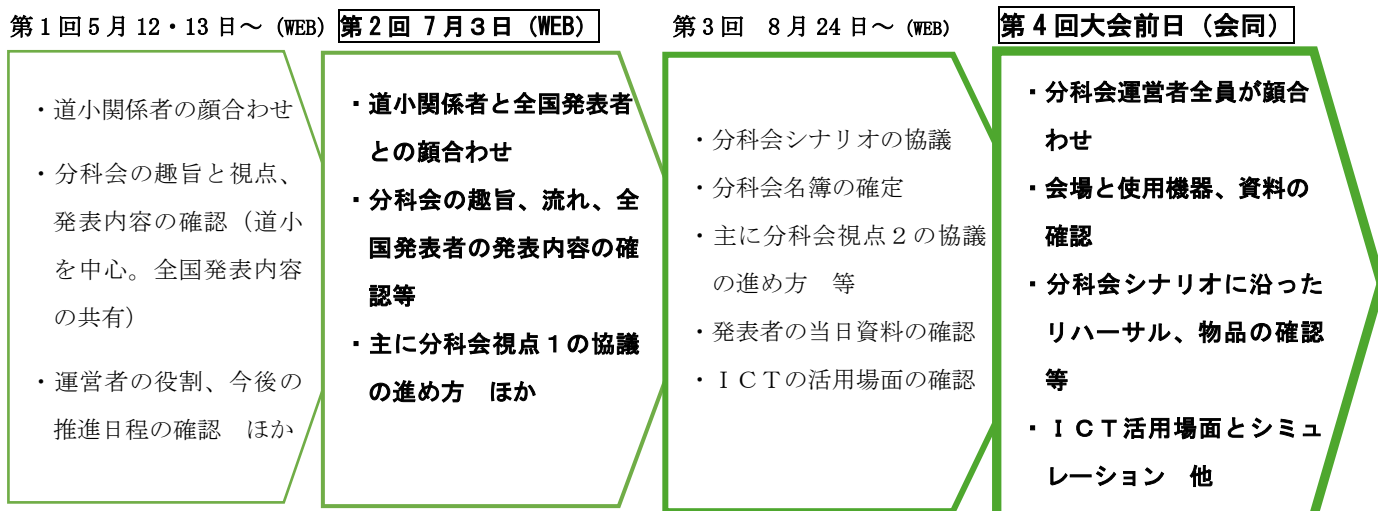 第１回５月12・13日～（WEB）
・道小関係者の顔合わせ
・分科会の趣旨と視点、
発表内容の確認（道小
を中心。全国発表内容
の共有）
・運営者の役割、今後の
推進日程の確認　ほか
第２回 ７月３日（WEB）
・道小関係者と全国発表者
との顔合わせ
・分科会の趣旨、流れ、全
国発表者の発表内容の確
認等
・主に分科会視点１の協議
の進め方　ほか
第３回　８月24日～（WEB）
・分科会シナリオの協議
・分科会名簿の確定
・主に分科会視点２の協議
の進め方　等
・発表者の当日資料の確認
・ＩＣＴの活用場面の確認
第４回大会前日（会同）
・分科会運営者全員が顔合
わせ
・会場と使用機器、資料の
確認
・分科会シナリオに沿った
リハーサル、物品の確認
等
・ＩＣＴ活用場面とシミュ
レーション　他